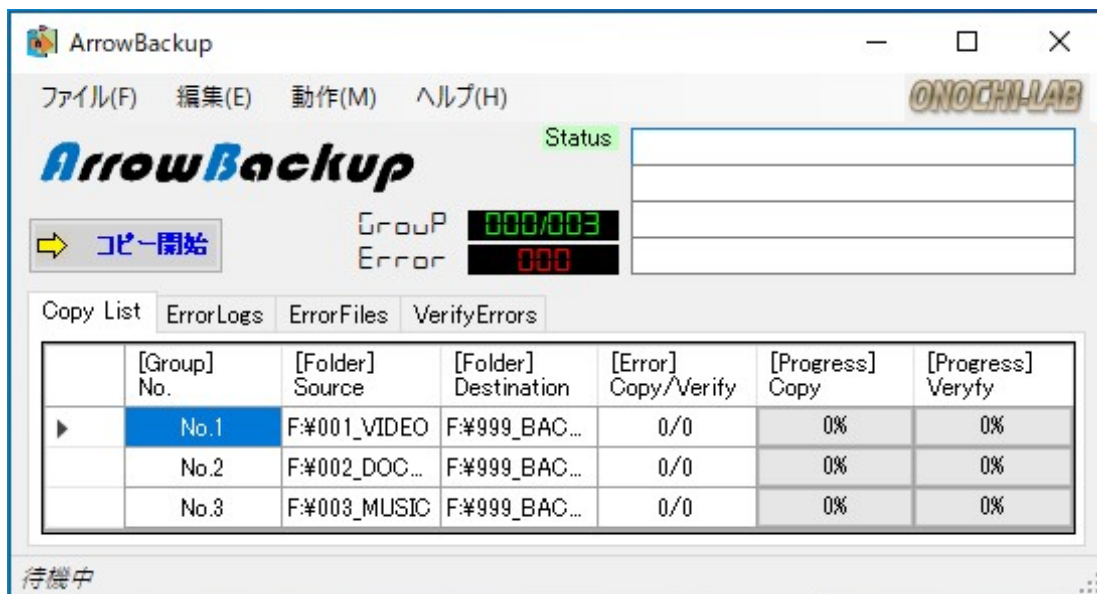 ArrowBackup
ファイル(F) 編集(E) 動作(M) ヘルプ(H)
ONOCHI-LAB
ArrowBackup
Status
コピー開始
GrouP 000/003
Error 000
Copy List ErrorLogs ErrorFiles VerifyErrors
[Group] No. [Folder] Source [Folder] Destination [Error] Copy/Verify [Progress] Copy [Progress] Veryfy
No.1 F:¥001_VIDEO F:¥999_BAC... 0/0 0% 0%
No.2 F:¥002_DOC... F:¥999_BAC... 0/0 0% 0%
No.3 F:¥003_MUSIC F:¥999_BAC... 0/0 0% 0%
待機中